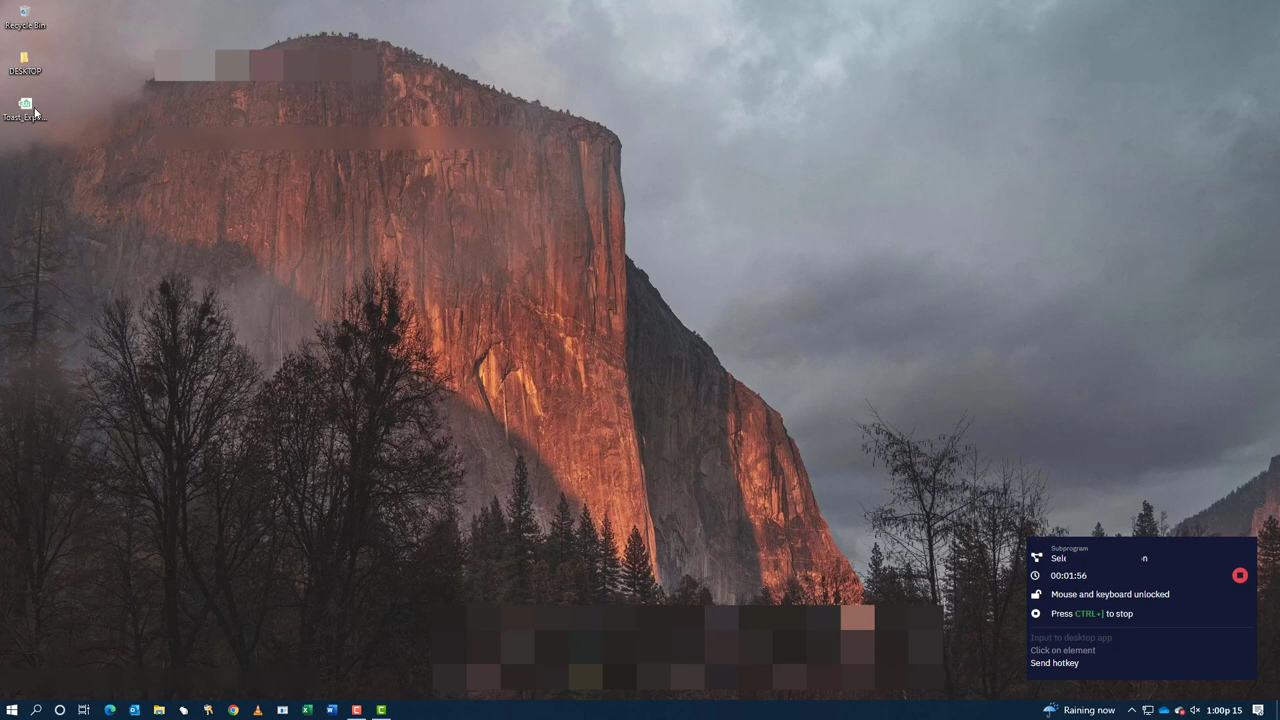 Recycle Bin
DESKTOP
Toast_Exp...
Subprogram
00:01:56
Mouse and keyboard unlocked
Press CTRL+] to stop
Input to desktop app
Click on element
Send hotkey
Raining now
1:00p 15